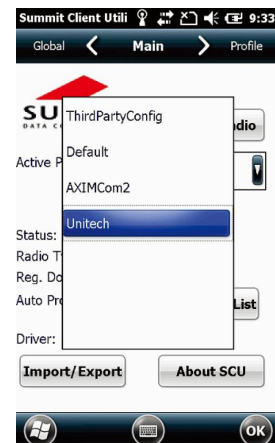 Summit Client Utili 9:33
Global Main Profile
SU
DATA C
ThirdPartyConfig
dio
Active P
Default
AXIMCom2
Unitech
Status:
Radio T
Reg. Do
Auto Pro
List
Driver:
Import/Export About SCU
OK